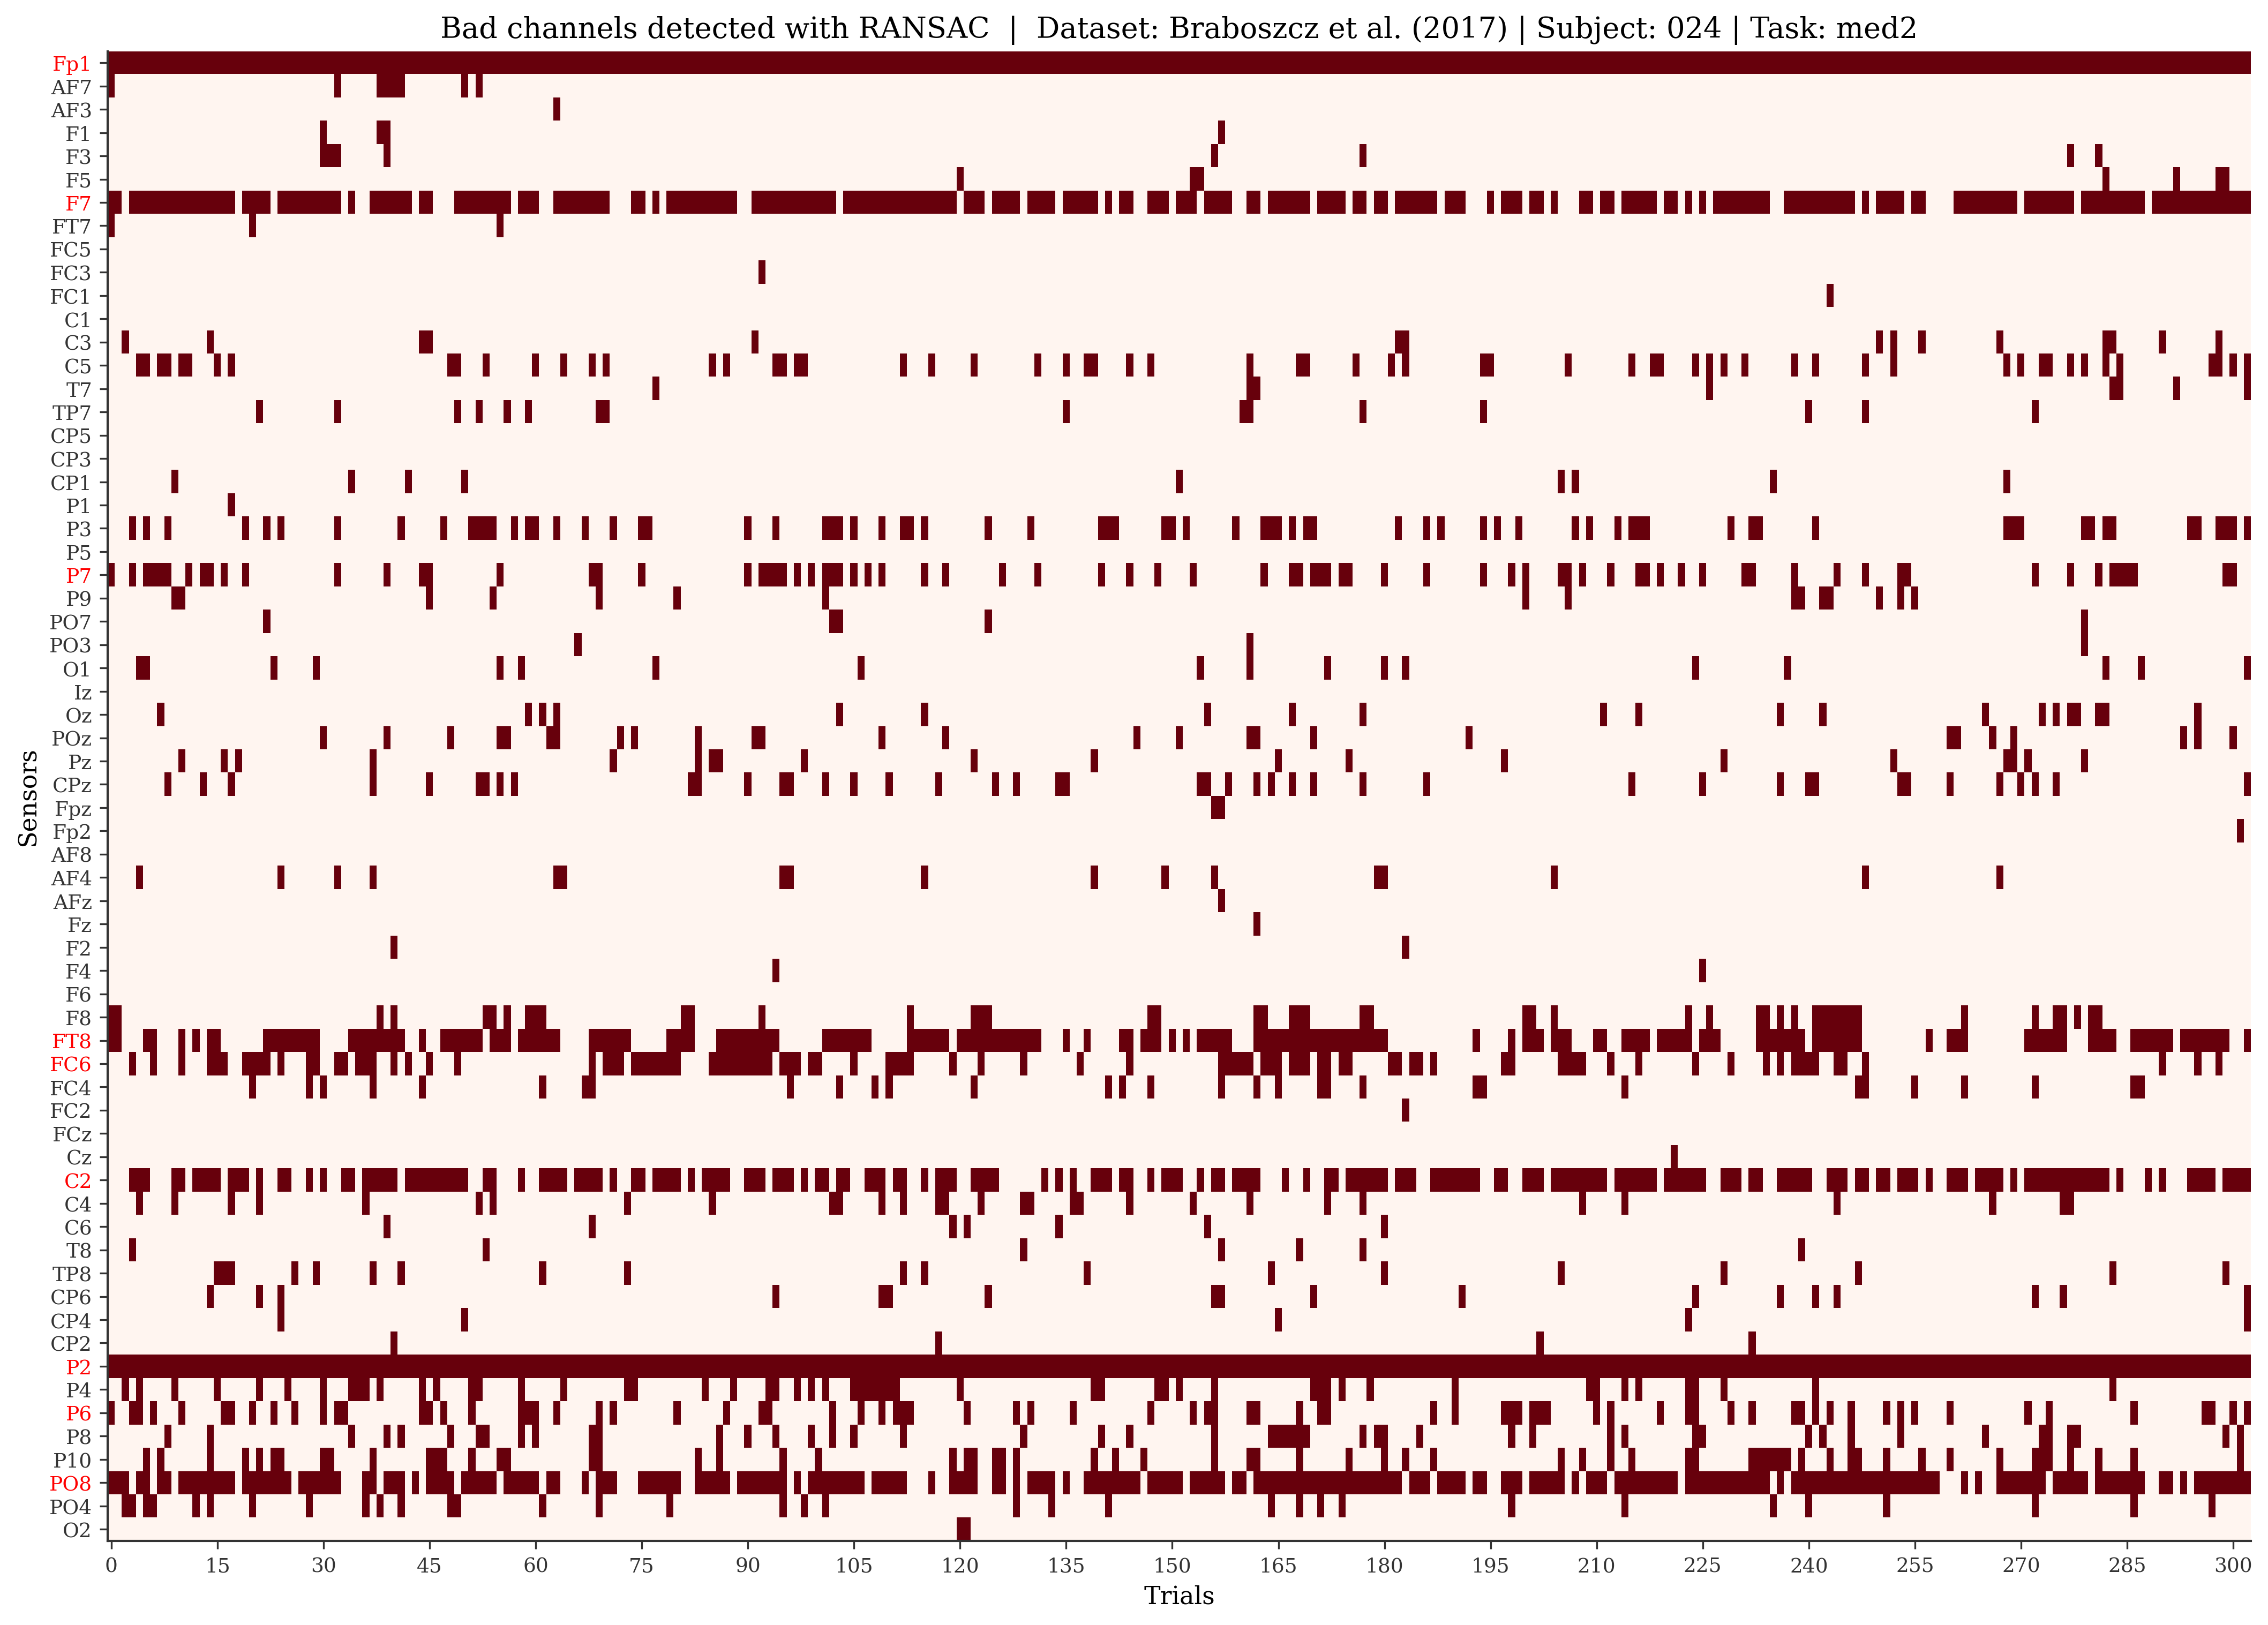 Bad channels detected with RANSAC | Dataset: Braboszcz et al. (2017) | Subject: 024 | Task: med2
Sensors
Fp1
AF7
AF3
F1
F3
F5
F7
FT7
FC5
FC3
FC1
C1
C3
C5
T7
TP7
CP5
CP3
CP1
P1
P3
P5
P7
P9
PO7
PO3
O1
Iz
Oz
POz
Pz
CPz
Fpz
Fp2
AF8
AF4
AFz
Fz
F2
F4
F6
F8
FT8
FC6
FC4
FC2
FCz
Cz
C2
C4
C6
T8
TP8
CP6
CP4
CP2
P2
P4
P6
P8
P10
PO8
PO4
O2
0 15 30 45 60 75 90 105 120 135 150 165 180 195 210 225 240 255 270 285 300
Trials